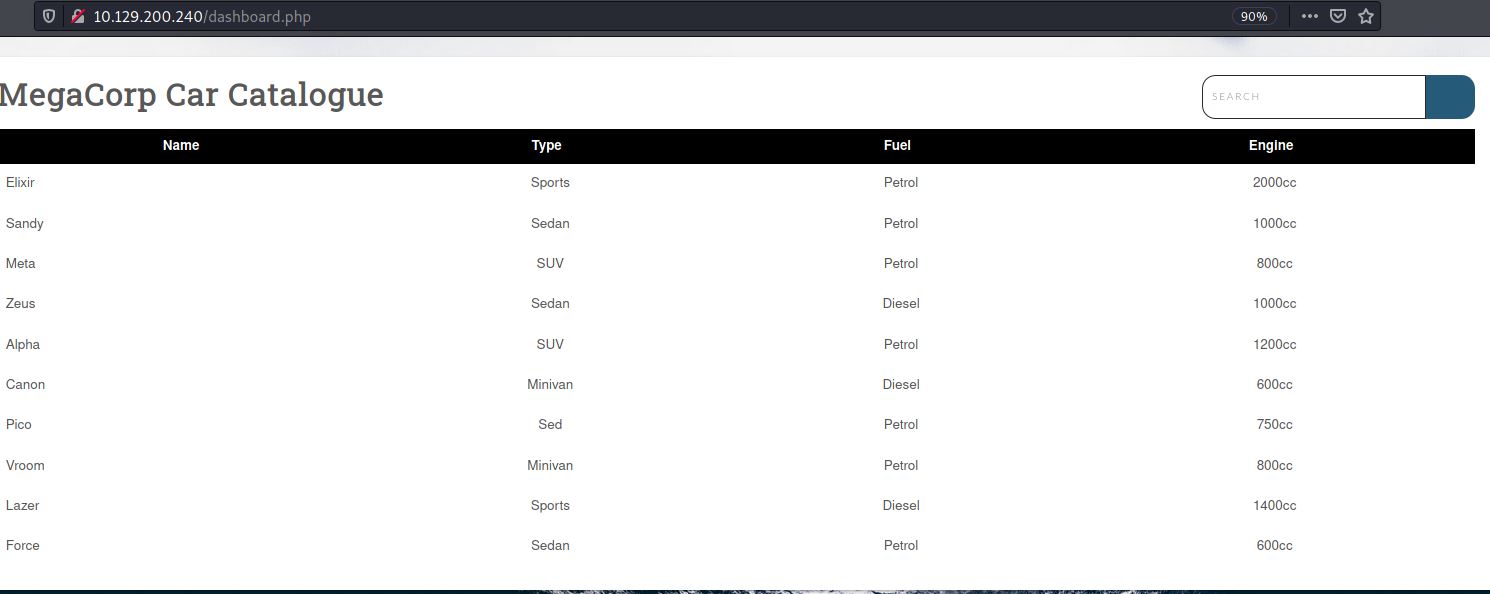 10.129.200.240/dashboard.php 90%
MegaCorp Car Catalogue SEARCH
Name Type Fuel Engine
Elixir Sports Petrol 2000cc
Sandy Sedan Petrol 1000cc
Meta SUV Petrol 800cc
Zeus Sedan Diesel 1000cc
Alpha SUV Petrol 1200cc
Canon Minivan Diesel 600cc
Pico Sed Petrol 750cc
Vroom Minivan Petrol 800cc
Lazer Sports Diesel 1400cc
Force Sedan Petrol 600cc